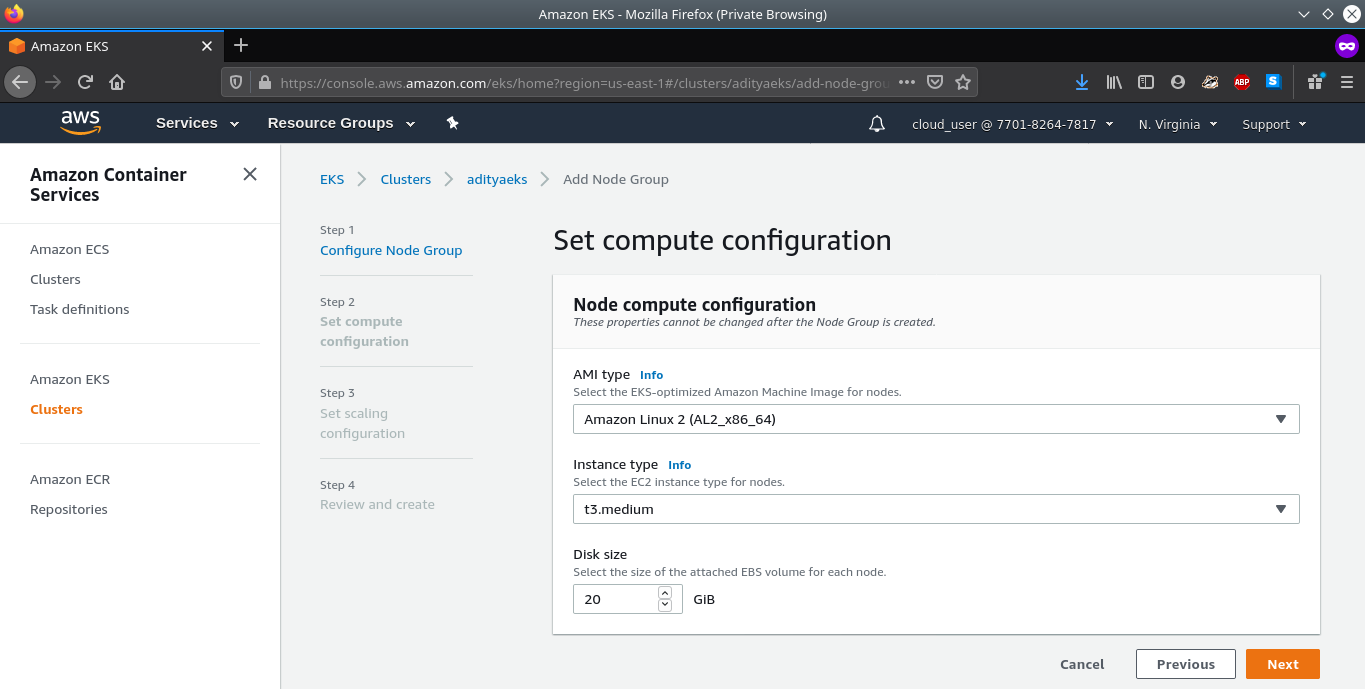 Amazon EKS - Mozilla Firefox (Private Browsing)
Amazon EKS
https://console.aws.amazon.com/eks/home?region=us-east-1#/clusters/adityaeks/add-node-grou
ABP
S
aws
Services
Resource Groups
cloud_user @ 7701-8264-7817
N. Virginia
Support
Amazon Container
Services
Amazon ECS
Clusters
Task definitions
Amazon EKS
Clusters
Amazon ECR
Repositories
EKS
Clusters
adityaeks
Add Node Group
Step 1
Configure Node Group
Step 2
Set compute
configuration
Step 3
Set scaling
configuration
Step 4
Review and create
Set compute configuration
Node compute configuration
These properties cannot be changed after the Node Group is created.
AMI type Info
Select the EKS-optimized Amazon Machine Image for nodes.
Amazon Linux 2 (AL2_x86_64)
Instance type Info
Select the EC2 instance type for nodes.
t3.medium
Disk size
Select the size of the attached EBS volume for each node.
20 GiB
Cancel
Previous
Next